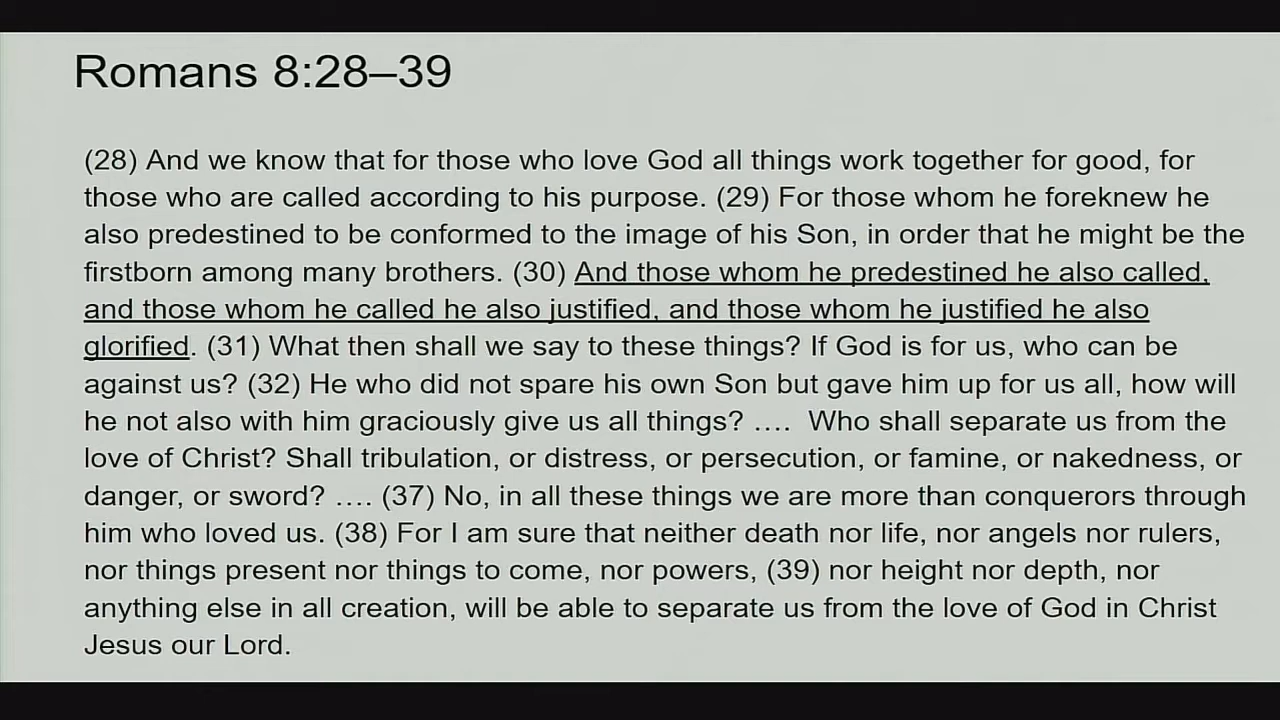 Romans 8:28–39
(28) And we know that for those who love God all things work together for good, for
those who are called according to his purpose. (29) For those whom he foreknew he
also predestined to be conformed to the image of his Son, in order that he might be the
firstborn among many brothers. (30) And those whom he predestined he also called,
and those whom he called he also justified, and those whom he justified he also
glorified. (31) What then shall we say to these things? If God is for us, who can be
against us? (32) He who did not spare his own Son but gave him up for us all, how will
he not also with him graciously give us all things? …. Who shall separate us from the
love of Christ? Shall tribulation, or distress, or persecution, or famine, or nakedness, or
danger, or sword? …. (37) No, in all these things we are more than conquerors through
him who loved us. (38) For I am sure that neither death nor life, nor angels nor rulers,
nor things present nor things to come, nor powers, (39) nor height nor depth, nor
anything else in all creation, will be able to separate us from the love of God in Christ
Jesus our Lord.